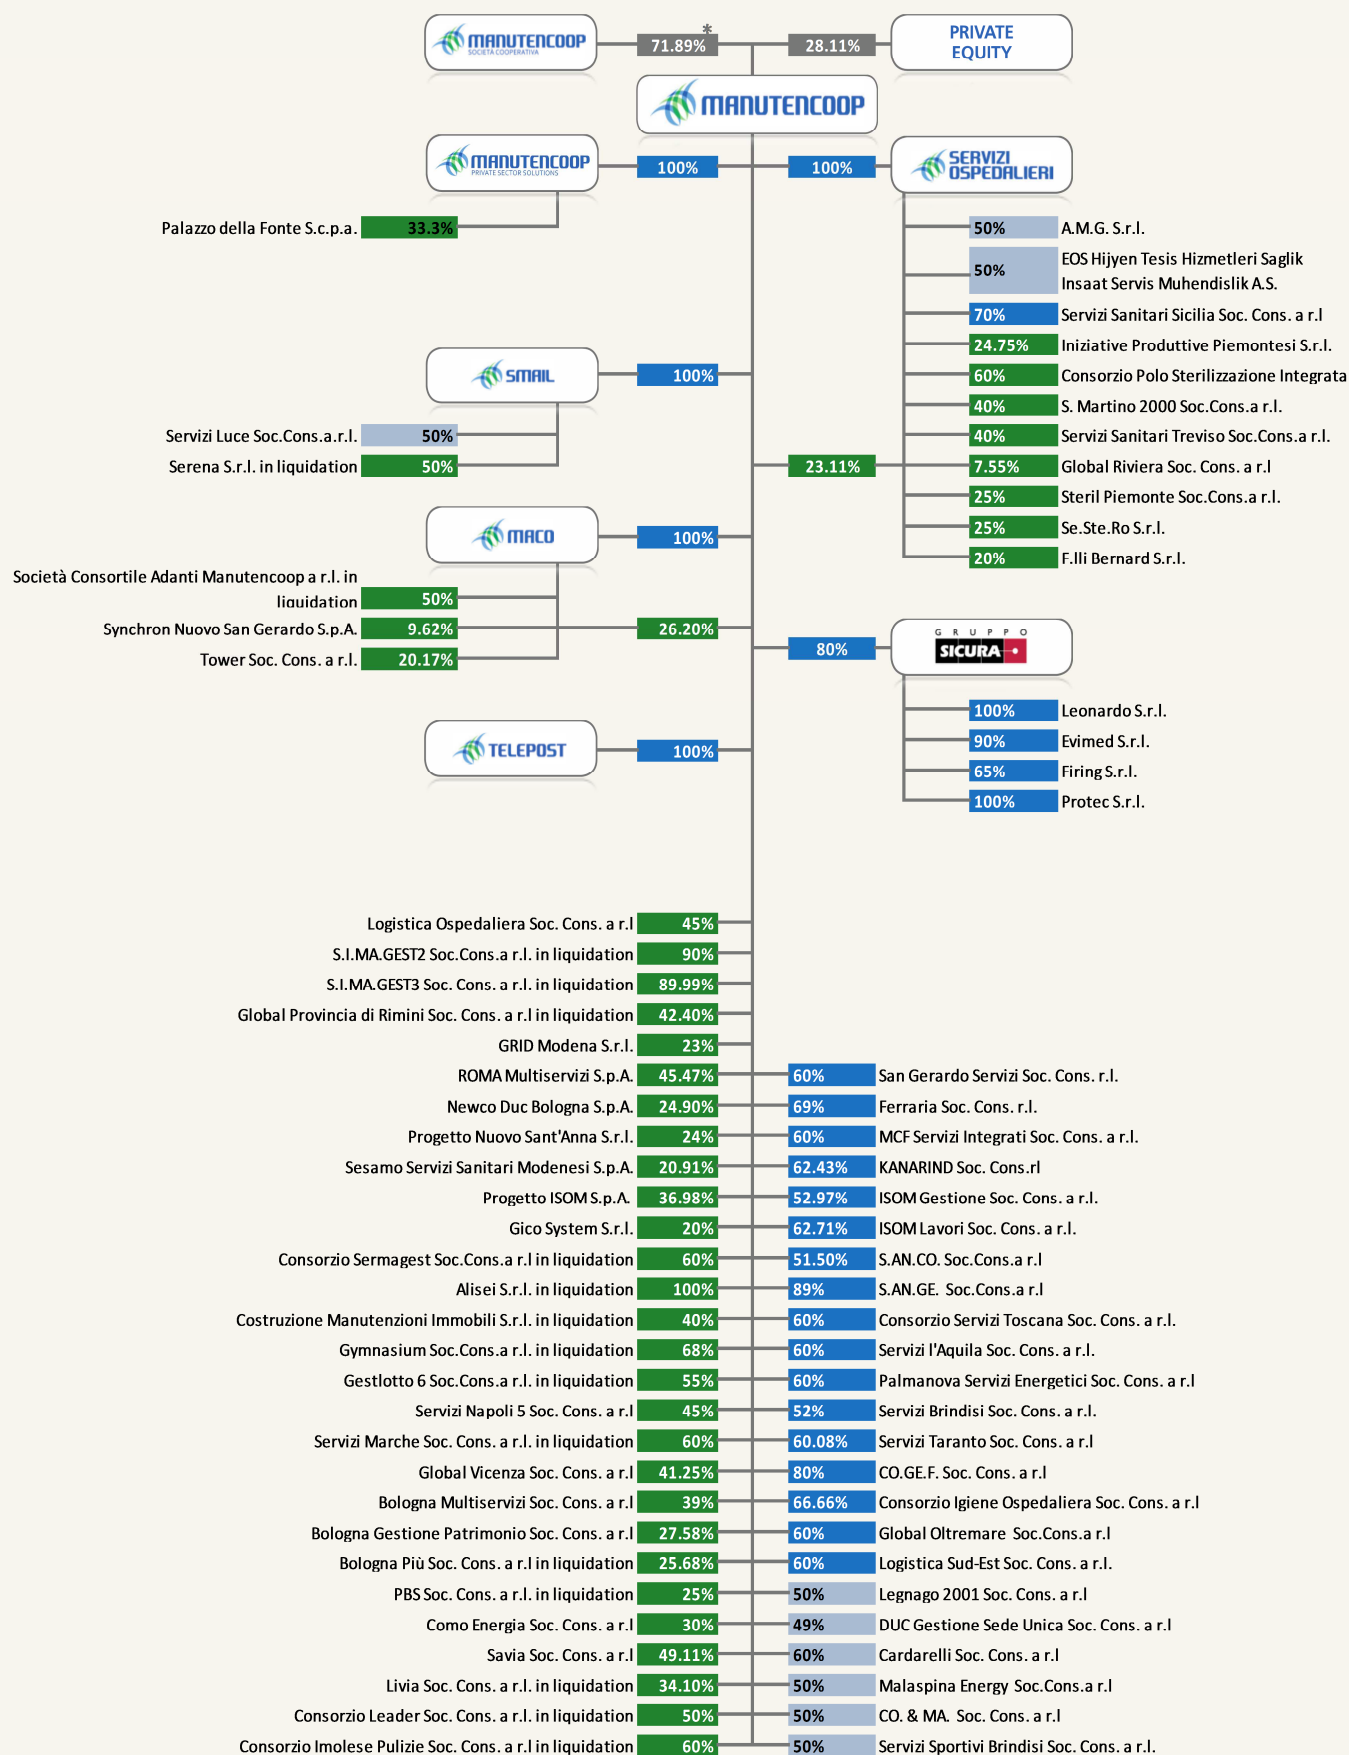 MANUTENCOOP
SOCIETÀ COOPERATIVA
71.89%
*
28.11%
PRIVATE
EQUITY
MANUTENCOOP
MANUTENCOOP
PRIVATE SECTOR SOLUTIONS
100%
100%
SERVIZI
OSPEDALIERI
Palazzo della Fonte S.c.p.a.
33.3%
50%
A.M.G. S.r.l.
50%
EOS Hijyen Tesis Hizmetleri Saglik
Insaat Servis Muhendislik A.S.
70%
Servizi Sanitari Sicilia Soc. Cons. a r.l
24.75%
Iniziative Produttive Piemontesi S.r.l.
SMAIL
100%
60%
Consorzio Polo Sterilizzazione Integrata
40%
S. Martino 2000 Soc.Cons.a r.l.
Servizi Luce Soc.Cons.a.r.l.
50%
40%
Servizi Sanitari Treviso Soc.Cons.a r.l.
Serena S.r.l. in liquidation
50%
23.11%
7.55%
Global Riviera Soc. Cons. a r.l
25%
Steril Piemonte Soc.Cons.a r.l.
MACO
100%
25%
Se.Ste.Ro S.r.l.
20%
F.lli Bernard S.r.l.
Società Consortile Adanti Manutencoop a r.l. in
liquidation
50%
Synchron Nuovo San Gerardo S.p.A.
9.62%
26.20%
Tower Soc. Cons. a r.l.
20.17%
80%
GRUPPO
SICURA
100%
Leonardo S.r.l.
TELEPOST
100%
90%
Evimed S.r.l.
65%
Firing S.r.l.
100%
Protec S.r.l.
Logistica Ospedaliera Soc. Cons. a r.l
45%
S.I.MA.GEST2 Soc.Cons.a r.l. in liquidation
90%
S.I.MA.GEST3 Soc. Cons. a r.l. in liquidation
89.99%
Global Provincia di Rimini Soc. Cons. a r.l in liquidation
42.40%
GRID Modena S.r.l.
23%
ROMA Multiservizi S.p.A.
45.47%
60%
San Gerardo Servizi Soc. Cons. r.l.
Newco Duc Bologna S.p.A.
24.90%
69%
Ferraria Soc. Cons. r.l.
Progetto Nuovo Sant'Anna S.r.l.
24%
60%
MCF Servizi Integrati Soc. Cons. a r.l.
Sesamo Servizi Sanitari Modenesi S.p.A.
20.91%
62.43%
KANARIND Soc. Cons.rl
Progetto ISOM S.p.A.
36.98%
52.97%
ISOM Gestione Soc. Cons. a r.l.
Gico System S.r.l.
20%
62.71%
ISOM Lavori Soc. Cons. a r.l.
Consorzio Sermagest Soc.Cons.a r.l in liquidation
60%
51.50%
S.AN.CO. Soc.Cons.a r.l
Alisei S.r.l. in liquidation
100%
89%
S.AN.GE. Soc.Cons.a r.l
Costruzione Manutenzioni Immobili S.r.l. in liquidation
40%
60%
Consorzio Servizi Toscana Soc. Cons. a r.l.
Gymnasium Soc.Cons.a r.l. in liquidation
68%
60%
Servizi l'Aquila Soc. Cons. a r.l.
Gestlotto 6 Soc.Cons.a r.l. in liquidation
55%
60%
Palmanova Servizi Energetici Soc. Cons. a r.l
Servizi Napoli 5 Soc. Cons. a r.l
45%
52%
Servizi Brindisi Soc. Cons. a r.l.
Servizi Marche Soc. Cons. a r.l. in liquidation
60%
60.08%
Servizi Taranto Soc. Cons. a r.l
Global Vicenza Soc. Cons. a r.l
41.25%
80%
CO.GE.F. Soc. Cons. a r.l
Bologna Multiservizi Soc. Cons. a r.l
39%
66.66%
Consorzio Igiene Ospedaliera Soc. Cons. a r.l
Bologna Gestione Patrimonio Soc. Cons. a r.l
27.58%
60%
Global Oltremare Soc.Cons.a r.l
Bologna Più Soc. Cons. a r.l in liquidation
25.68%
60%
Logistica Sud-Est Soc. Cons. a r.l.
PBS Soc. Cons. a r.l. in liquidation
25%
50%
Legnago 2001 Soc. Cons. a r.l
Como Energia Soc. Cons. a r.l
30%
49%
DUC Gestione Sede Unica Soc. Cons. a r.l
Savia Soc. Cons. a r.l
49.11%
60%
Cardarelli Soc. Cons. a r.l
Livia Soc. Cons. a r.l. in liquidation
34.10%
50%
Malaspina Energy Soc.Cons.a r.l
Consorzio Leader Soc. Cons. a r.l. in liquidation
50%
50%
CO. & MA. Soc. Cons. a r.l
Consorzio Imolese Pulizie Soc. Cons. a r.l in liquidation
60%
50%
Servizi Sportivi Brindisi Soc. Cons. a r.l.